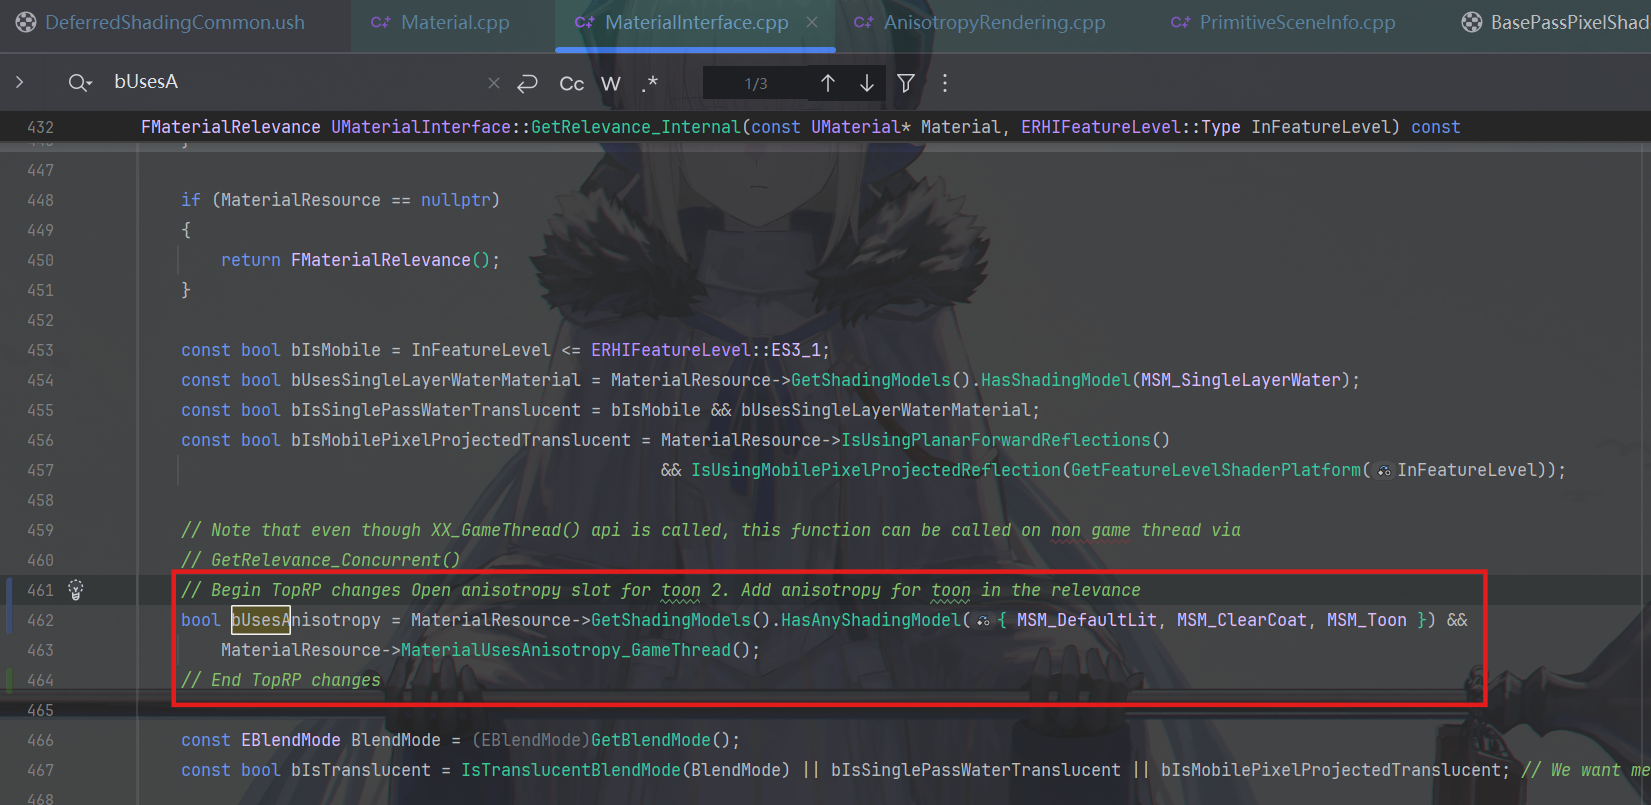 DeferredShadingCommon.ush Material.cpp MaterialInterface.cpp AnisotropyRendering.cpp PrimitiveSceneInfo.cpp BasePassPixelShad
bUsesA Cc W .* 1/3
432 FMaterialRelevance UMaterialInterface::GetRelevance_Internal(const UMaterial* Material, ERHIFeatureLevel::Type InFeatureLevel) const
447
448 if (MaterialResource == nullptr)
449 {
450 return FMaterialRelevance();
451 }
452
453 const bool bIsMobile = InFeatureLevel <= ERHIFeatureLevel::ES3_1;
454 const bool bUsesSingleLayerWaterMaterial = MaterialResource->GetShadingModels().HasShadingModel(MSM_SingleLayerWater);
455 const bool bIsSinglePassWaterTranslucent = bIsMobile && bUsesSingleLayerWaterMaterial;
456 const bool bIsMobilePixelProjectedTranslucent = MaterialResource->IsUsingPlanarForwardReflections()
457 && IsUsingMobilePixelProjectedReflection(GetFeatureLevelShaderPlatform(InFeatureLevel));
458
459 // Note that even though XX_GameThread() api is called, this function can be called on non game thread via
460 // GetRelevance_Concurrent()
461 // Begin TopRP changes Open anisotropy slot for toon 2. Add anisotropy for toon in the relevance
462 bool bUsesAnisotropy = MaterialResource->GetShadingModels().HasAnyShadingModel({ MSM_DefaultLit, MSM_ClearCoat, MSM_Toon }) &&
463 MaterialResource->MaterialUsesAnisotropy_GameThread();
464 // End TopRP changes
465
466 const EBlendMode BlendMode = (EBlendMode)GetBlendMode();
467 const bool bIsTranslucent = IsTranslucentBlendMode(BlendMode) || bIsSinglePassWaterTranslucent || bIsMobilePixelProjectedTranslucent; // We want me
468